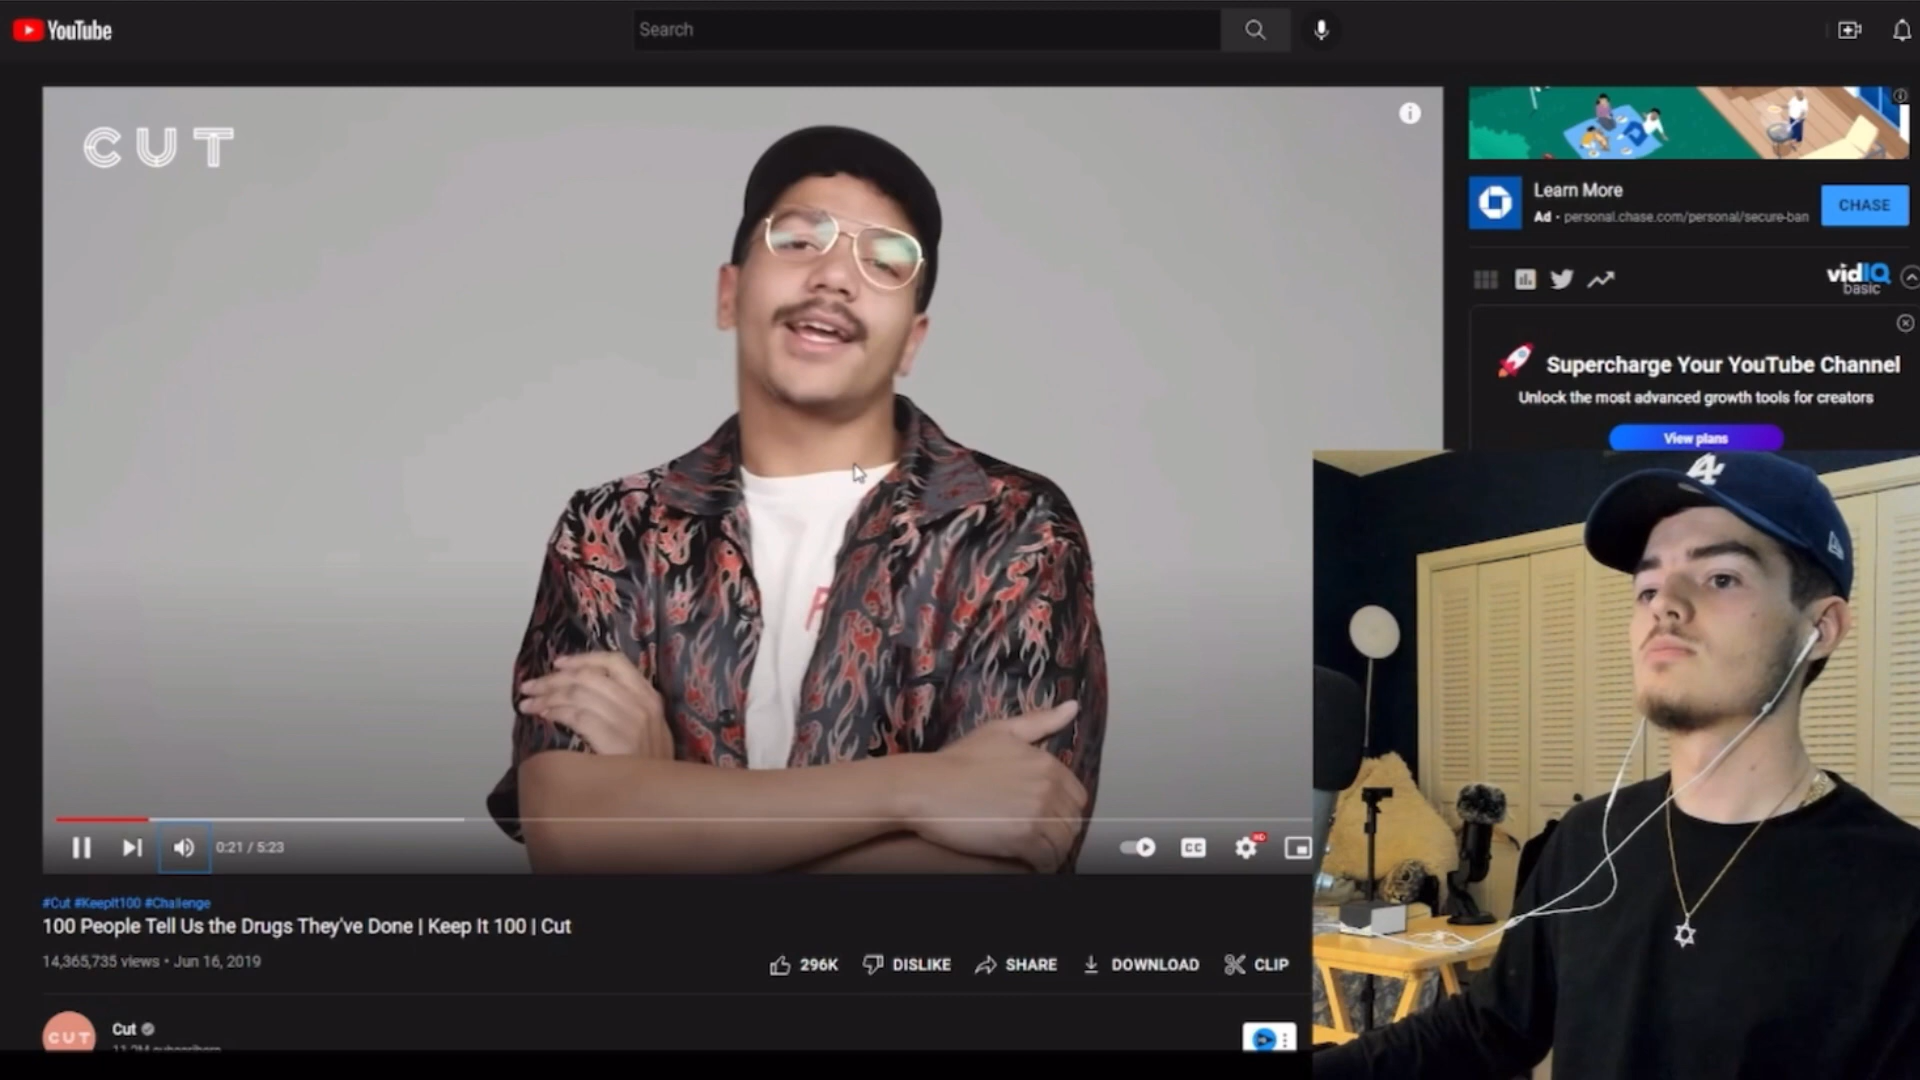 YouTube
Search
CUT
Learn More
Ad · personal.chase.com/personal/secure-ban
CHASE
vidIQ
basic
Supercharge Your YouTube Channel
Unlock the most advanced growth tools for creators
View plans
4
0:21 / 5:23
CC
HD
#Cut #KeepIt100 #Challenge
100 People Tell Us the Drugs They've Done | Keep It 100 | Cut
14,365,735 views • Jun 16, 2019
296K
DISLIKE
SHARE
DOWNLOAD
CLIP
CUT
Cut